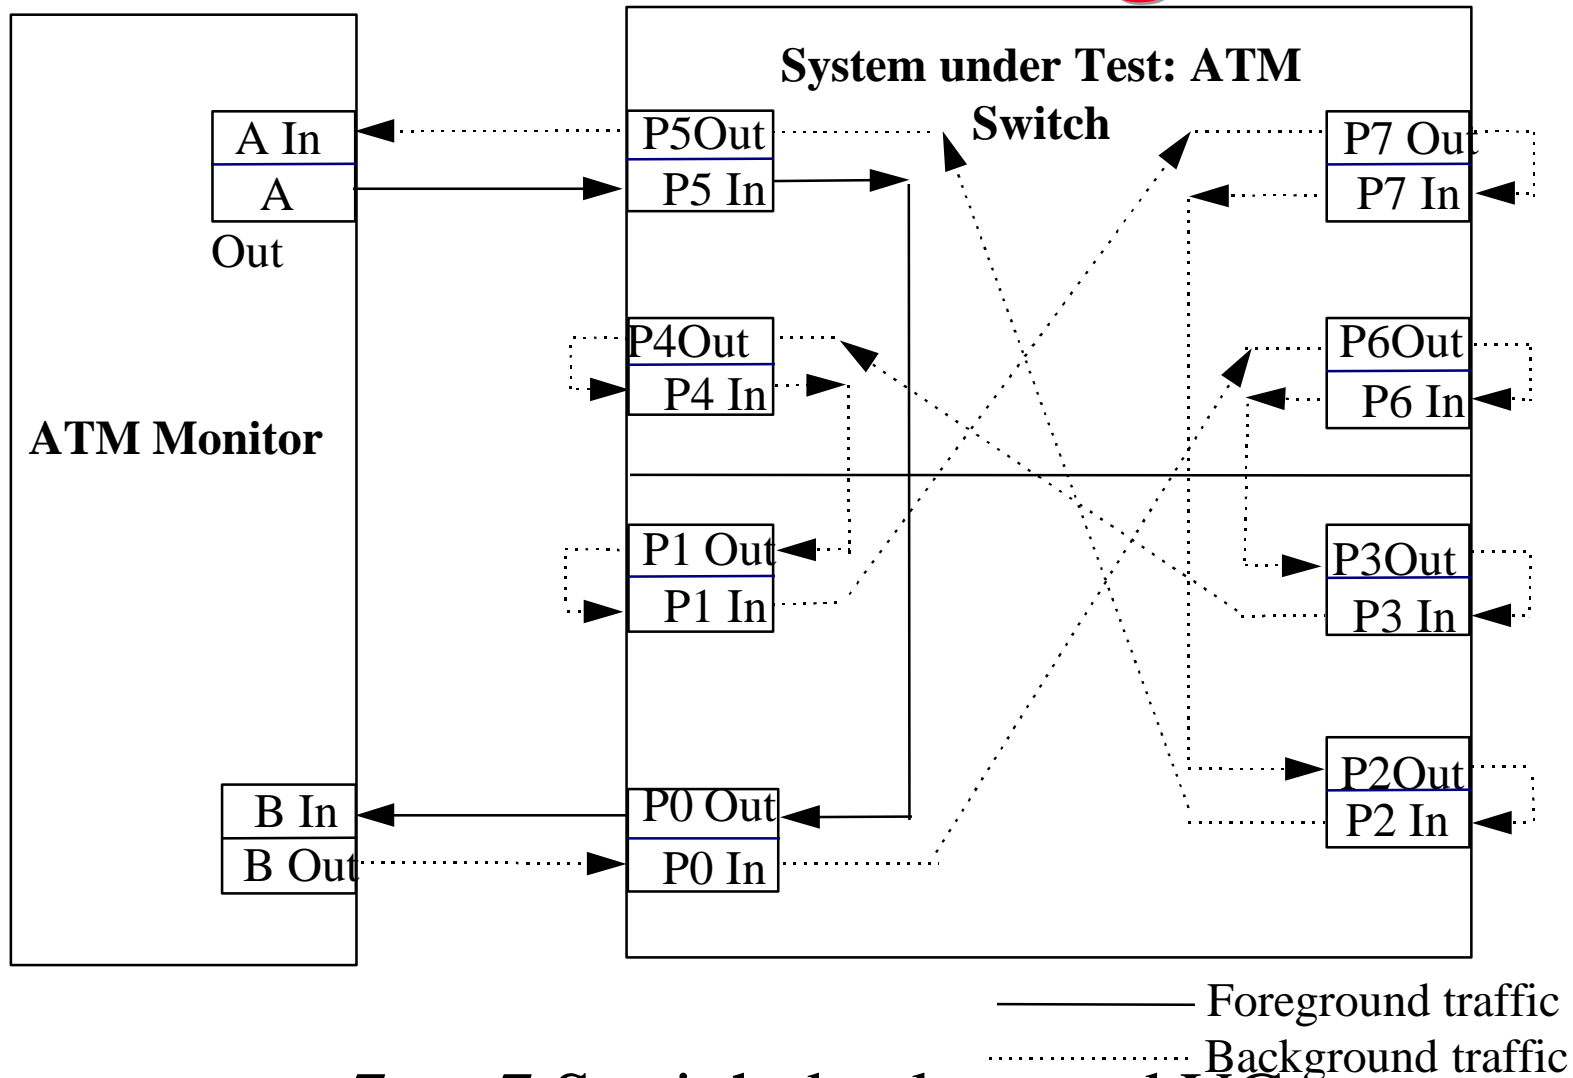 System under Test: ATM
Switch
A In
A
Out
P5Out
P5 In
P7 Out
P7 In
P4Out
P4 In
P6Out
P6 In
ATM Monitor
P1 Out
P1 In
P3Out
P3 In
B In
B Out
P0 Out
P0 In
P2Out
P2 In
Foreground traffic
Background traffic